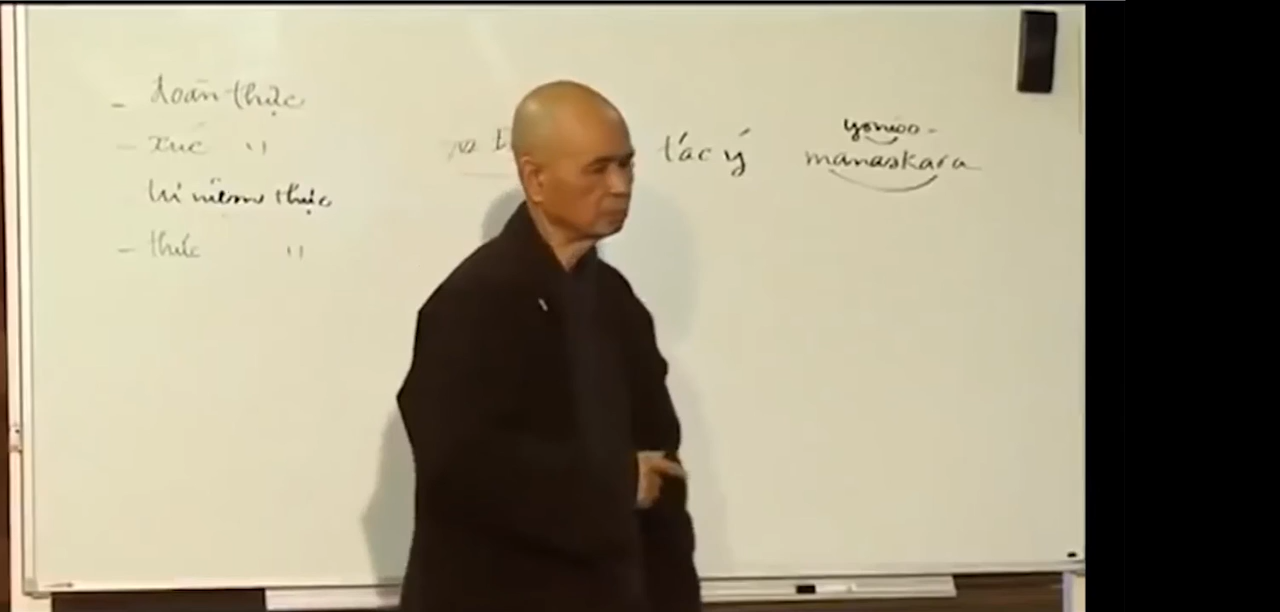 - đoàn thực
- xúc "
tư niệm thực
- thức "
tác ý
yoniso-
manaskara